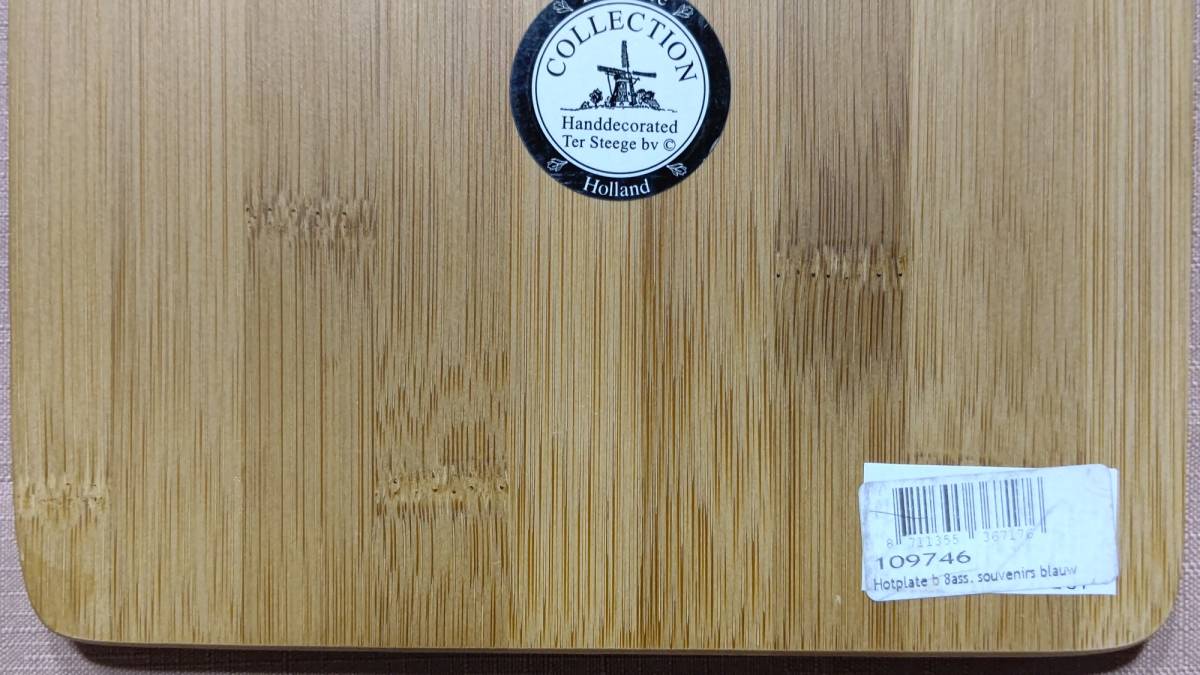 COLLECTION
Handdecorated
Ter Steege bv ©
Holland
8 711355 367176
109746
Hotplate b 8ass. souvenirs blauw